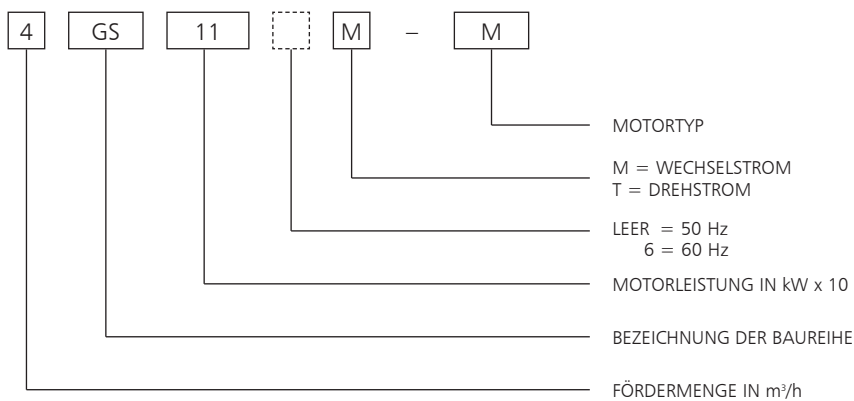 4 GS 11 M – M
MOTORTYP
M = WECHSELSTROM
T = DREHSTROM
LEER = 50 Hz
6 = 60 Hz
MOTORLEISTUNG IN kW x 10
BEZEICHNUNG DER BAUREIHE
FÖRDERMENGE IN m³/h